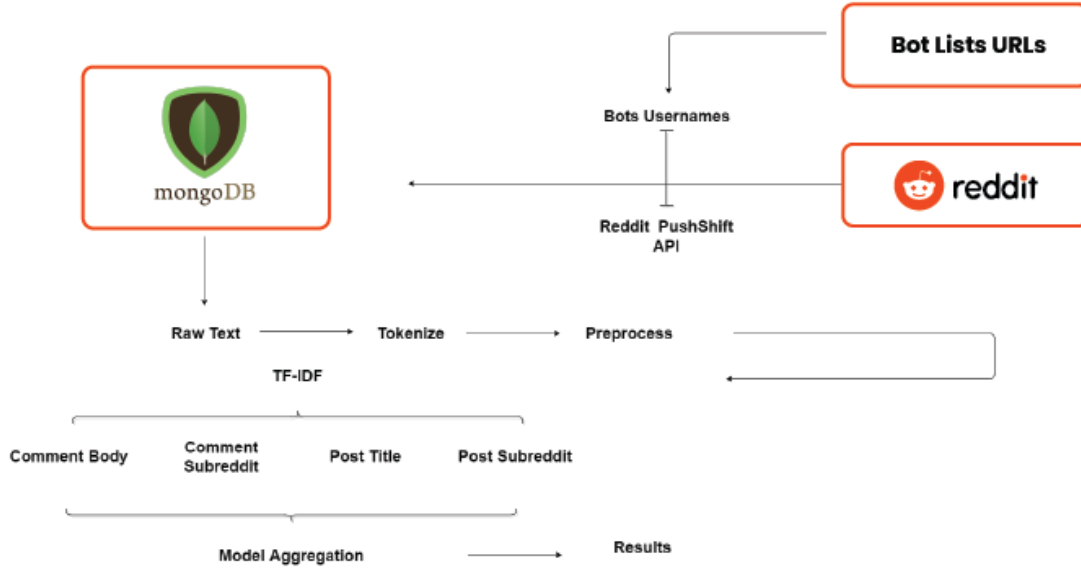 Bot Lists URLs
Bots Usernames
mongoDB
reddit
Reddit PushShift
API
Raw Text
Tokenize
Preprocess
TF-IDF
Comment Body
Comment
Subreddit
Post Title
Post Subreddit
Model Aggregation
Results